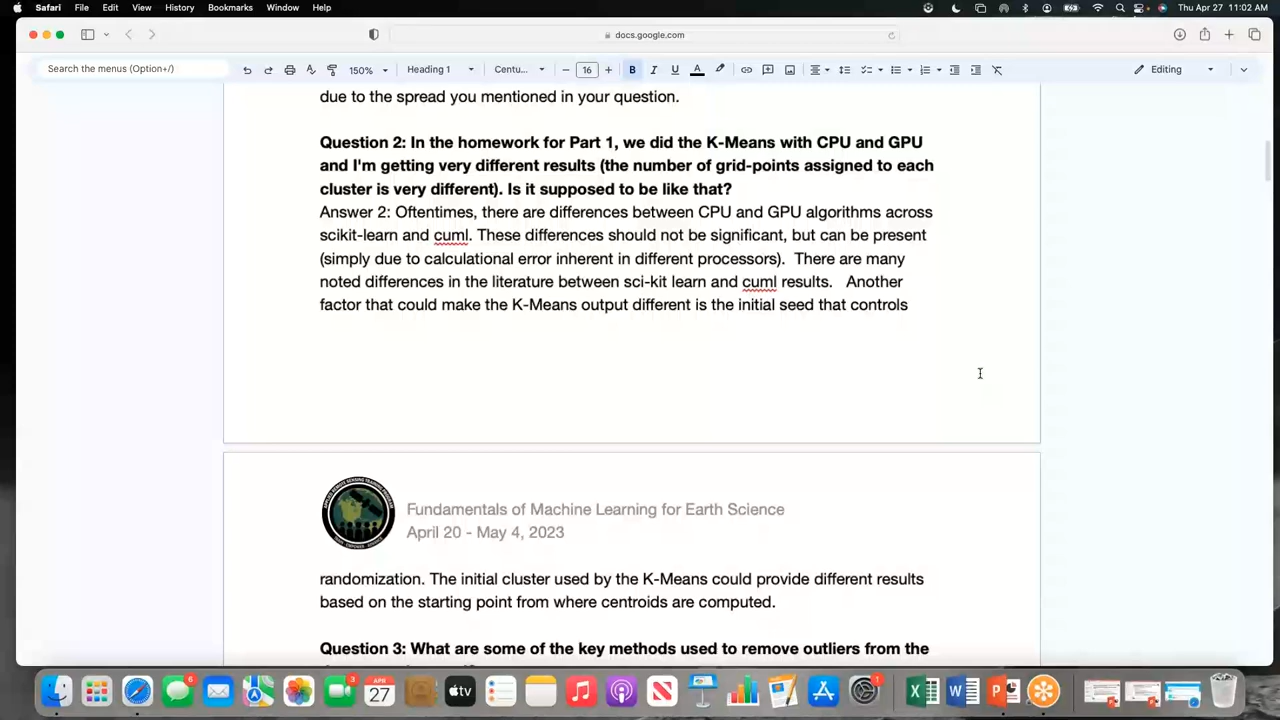 Safari File Edit View History Bookmarks Window Help Thu Apr 27 11:02 AM
docs.google.com
Search the menus (Option+/) 150% Heading 1 Centu... 16 B I U A Editing
due to the spread you mentioned in your question.
Question 2: In the homework for Part 1, we did the K-Means with CPU and GPU
and I'm getting very different results (the number of grid-points assigned to each
cluster is very different). Is it supposed to be like that?
Answer 2: Oftentimes, there are differences between CPU and GPU algorithms across
scikit-learn and cuml. These differences should not be significant, but can be present
(simply due to calculational error inherent in different processors). There are many
noted differences in the literature between sci-kit learn and cuml results. Another
factor that could make the K-Means output different is the initial seed that controls
Fundamentals of Machine Learning for Earth Science
April 20 - May 4, 2023
randomization. The initial cluster used by the K-Means could provide different results
based on the starting point from where centroids are computed.
Question 3: What are some of the key methods used to remove outliers from the
6 3 APR 27 tv 1